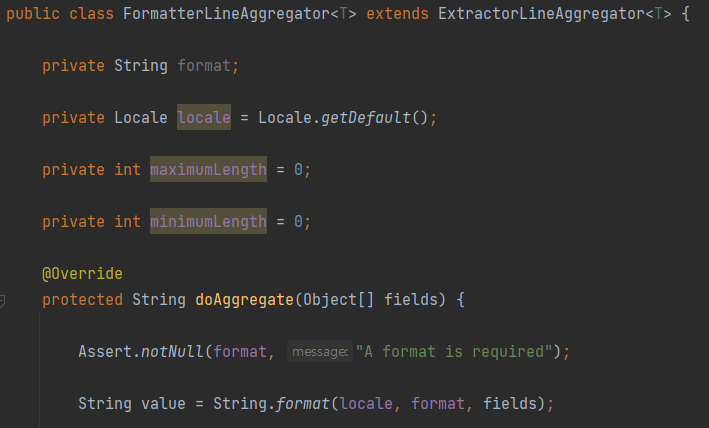 public class FormatterLineAggregator<T> extends ExtractorLineAggregator<T> {
private String format;
private Locale locale = Locale.getDefault();
private int maximumLength = 0;
private int minimumLength = 0;
@Override
protected String doAggregate(Object[] fields) {
Assert.notNull(format, message: "A format is required");
String value = String.format(locale, format, fields);